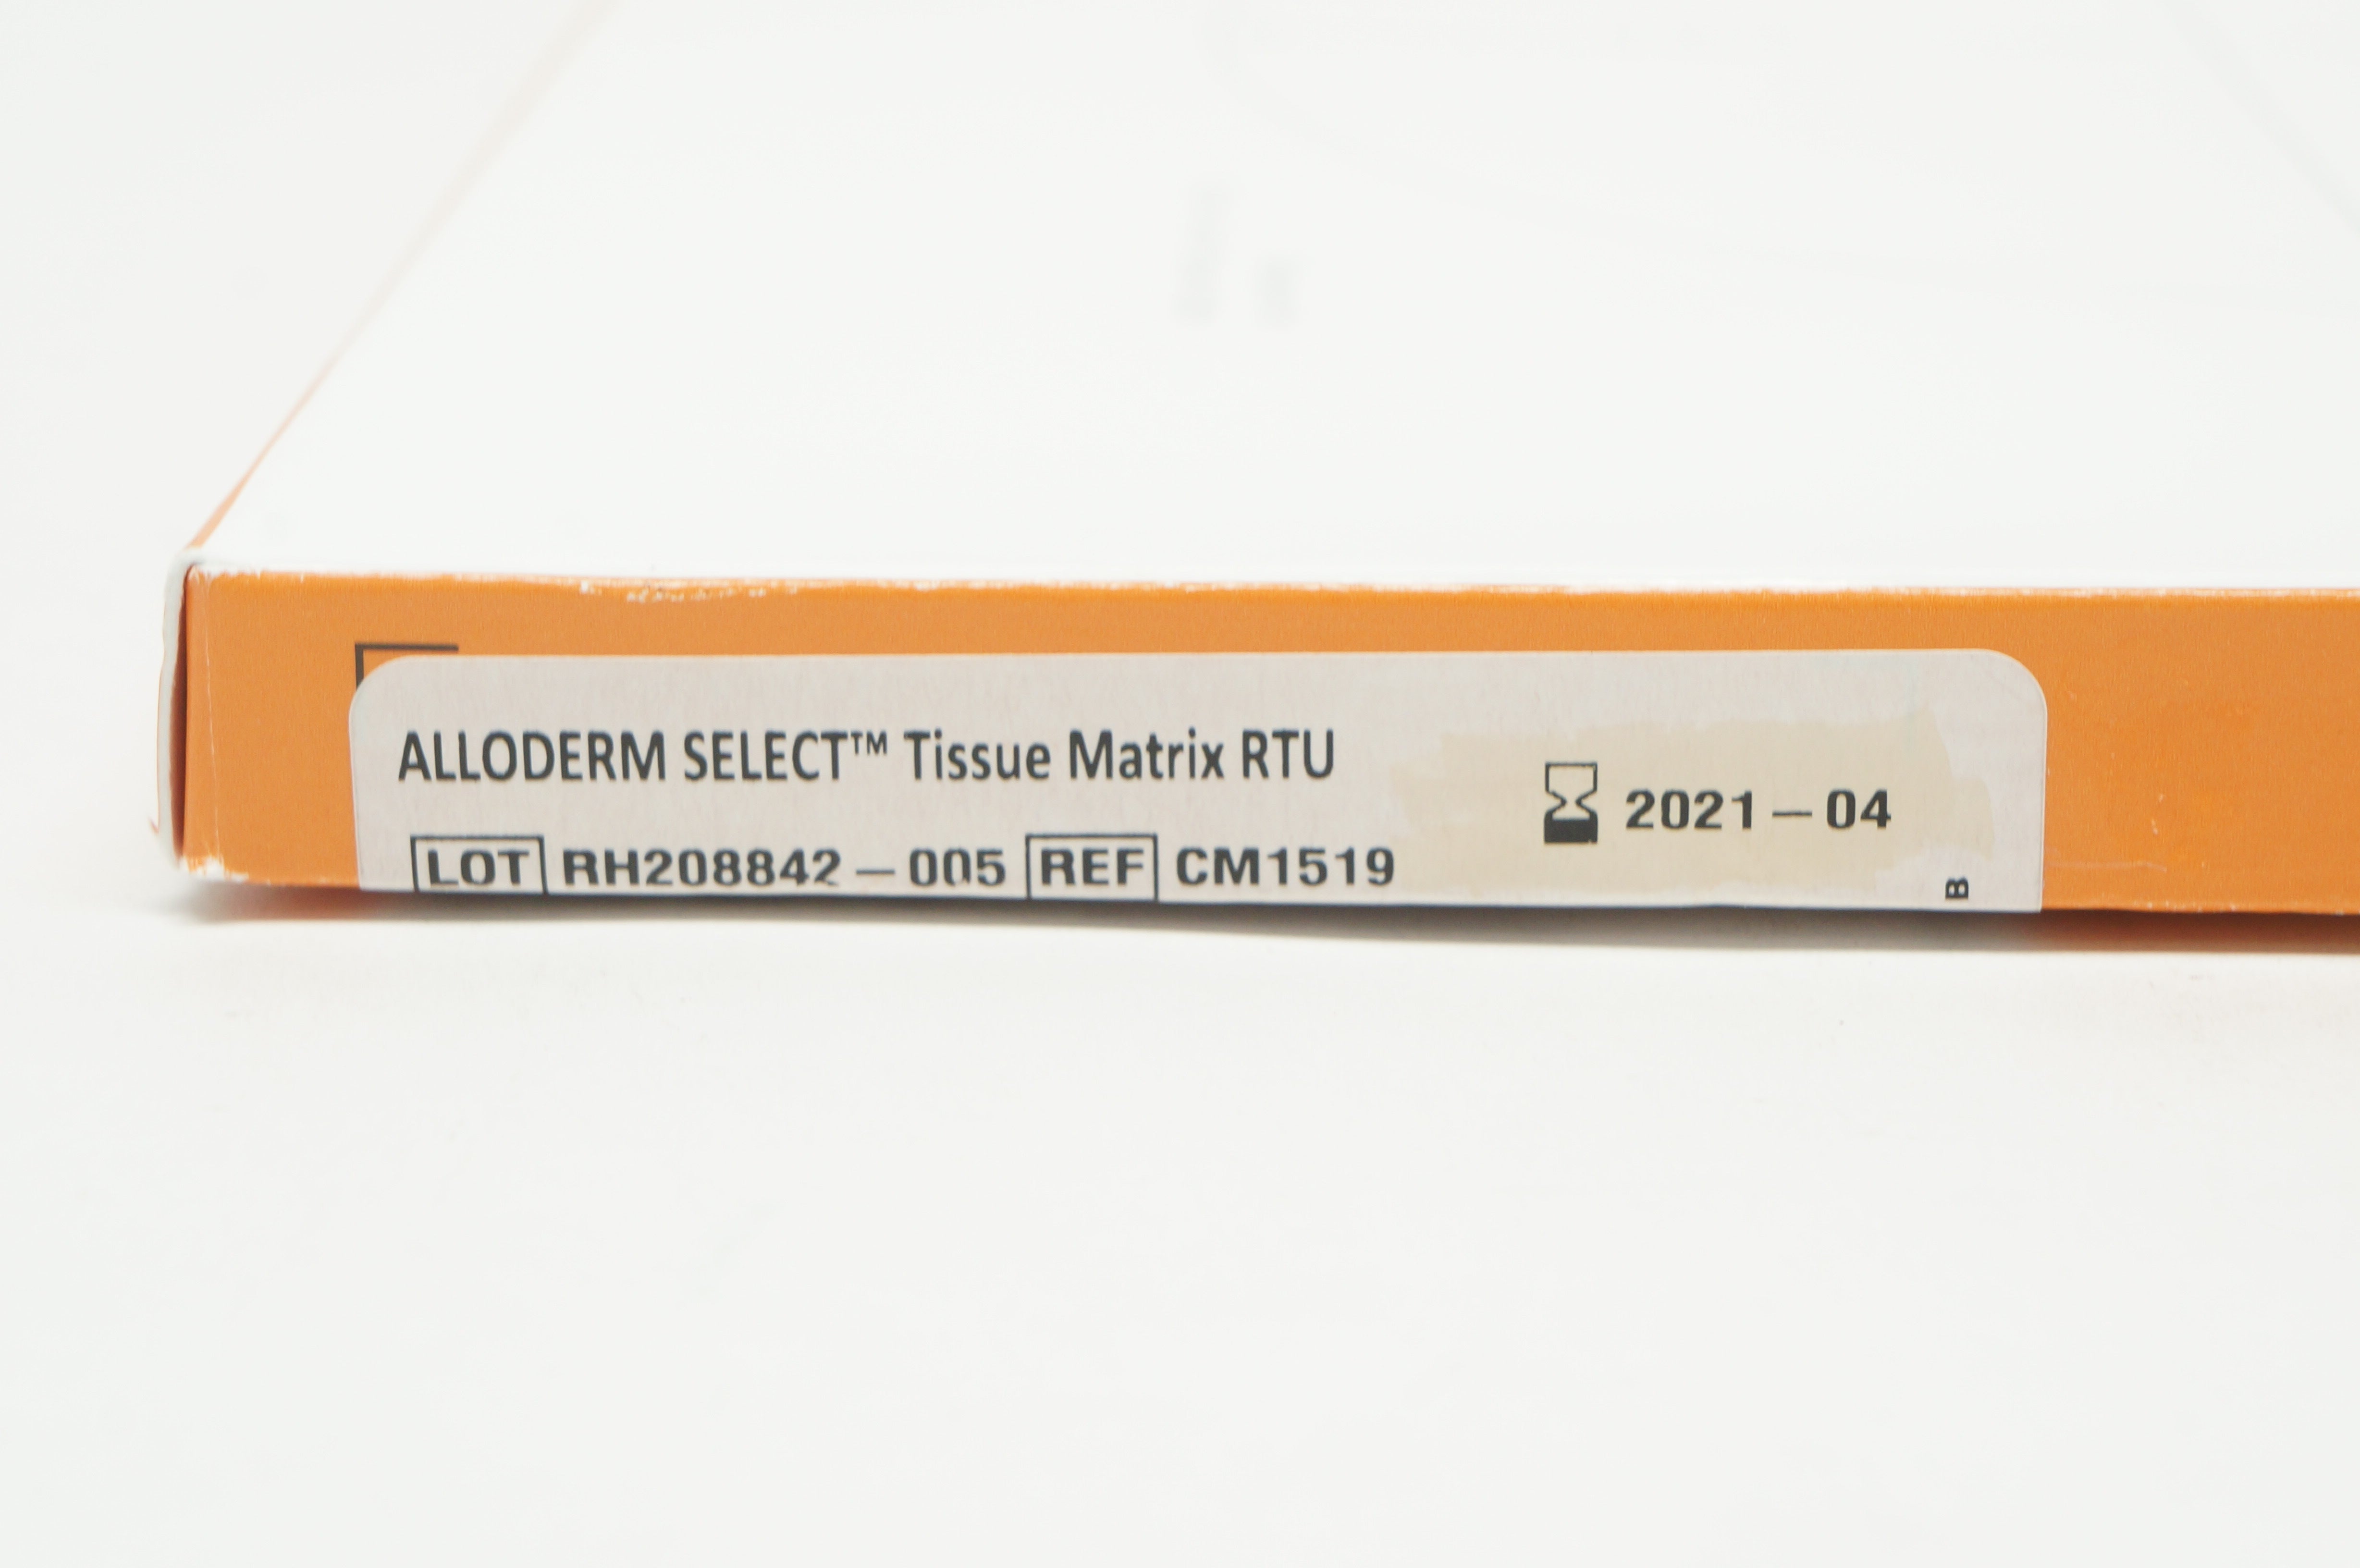 ALLODERM SELECT™ Tissue Matrix RTU
2021-04
LOT RH208842-005 REF CM1519
B